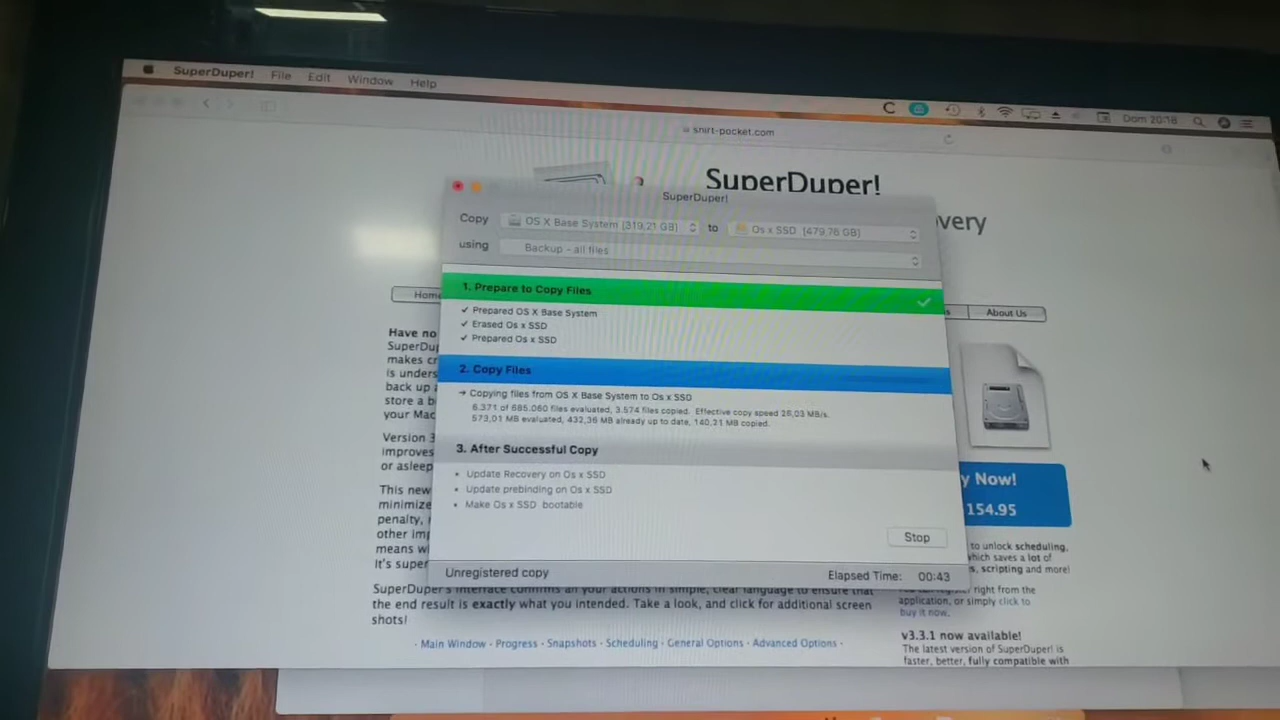 SuperDuper! File Edit Window Help
Dom 20:18
shirt-pocket.com
SuperDuper!
overy
SuperDuper!
Copy OS X Base System (319,21 GB) to Os x SSD (479,76 GB)
using Backup - all files
Home
About Us
1. Prepare to Copy Files
✓ Prepared OS X Base System
✓ Erased Os x SSD
✓ Prepared Os x SSD
2. Copy Files
→ Copying files from OS X Base System to Os x SSD
6.371 of 685.060 files evaluated, 3.574 files copied. Effective copy speed 26,03 MB/s.
573,01 MB evaluated, 432,36 MB already up to date, 140,21 MB copied.
3. After Successful Copy
• Update Recovery on Os x SSD
• Update prebinding on Os x SSD
• Make Os x SSD bootable
Stop
Unregistered copy
Elapsed Time: 00:43
Have no
SuperDup
makes cr
is unders
back up a
store a b
your Mac
Version 3
improves
or asleep
This new
minimize
penalty,
other imp
means w
It's super
SuperDuper's interface confirms all your actions in simple, clear language to ensure that
the end result is exactly what you intended. Take a look, and click for additional screen
shots!
· Main Window · Progress · Snapshots · Scheduling · General Options · Advanced Options ·
y Now!
154.95
to unlock scheduling,
which saves a lot of
s, scripting and more!
You can register right from the
application, or simply click to
buy it now.
v3.3.1 now available!
The latest version of SuperDuper! is
faster, better, fully compatible with